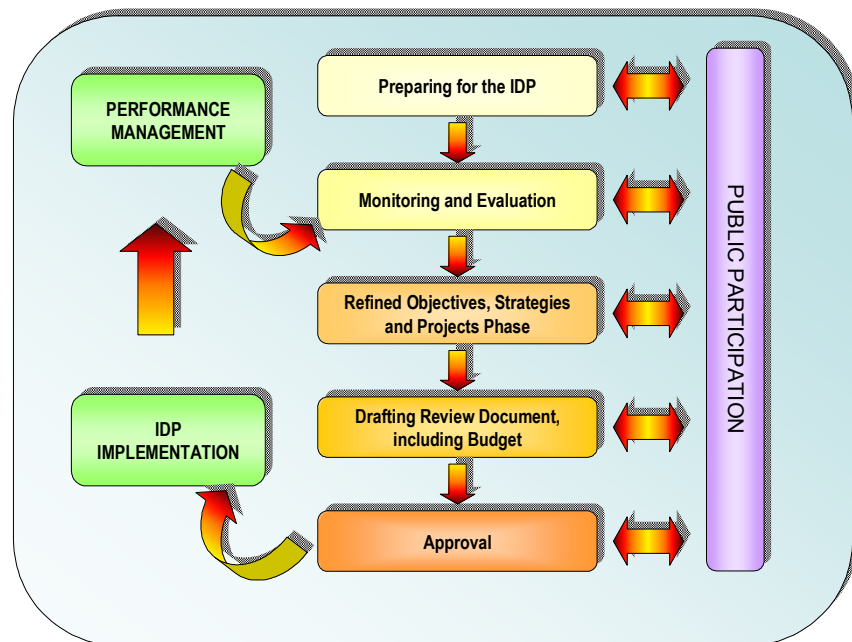 Preparing for the IDP
PERFORMANCE
MANAGEMENT
Monitoring and Evaluation
Refined Objectives, Strategies
and Projects Phase
Drafting Review Document,
including Budget
IDP
IMPLEMENTATION
Approval
PUBLIC PARTICIPATION